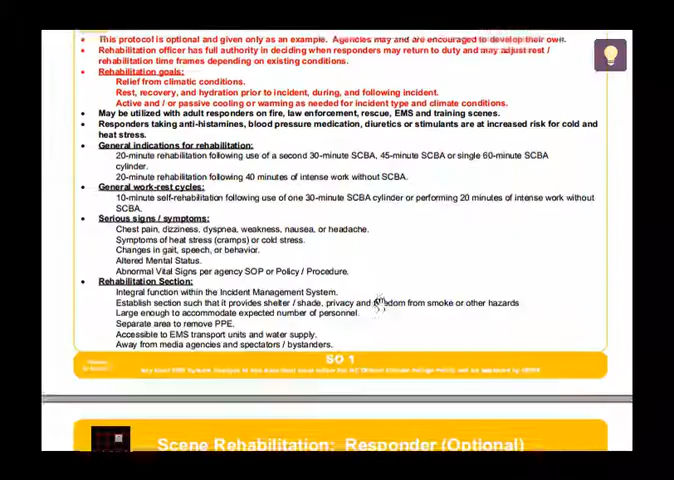 This protocol is optional and given only as an example. Agencies may and are encouraged to develop their own.
Rehabilitation officer has full authority in deciding when responders may return to duty and may adjust rest /
rehabilitation time frames depending on existing conditions.
Rehabilitation goals:
Relief from climatic conditions.
Rest, recovery, and hydration prior to incident, during, and following incident.
Active and / or passive cooling or warming as needed for incident type and climate conditions.
May be utilized with adult responders on fire, law enforcement, rescue, EMS and training scenes.
Responders taking anti-histamines, blood pressure medication, diuretics or stimulants are at increased risk for cold and
heat stress.
General indications for rehabilitation:
20-minute rehabilitation following use of a second 30-minute SCBA, 45-minute SCBA or single 60-minute SCBA
cylinder.
20-minute rehabilitation following 40 minutes of intense work without SCBA.
General work-rest cycles:
10-minute self-rehabilitation following use of one 30-minute SCBA cylinder or performing 20 minutes of intense work without
SCBA.
Serious signs / symptoms:
Chest pain, dizziness, dyspnea, weakness, nausea, or headache.
Symptoms of heat stress (cramps) or cold stress.
Changes in gait, speech, or behavior.
Altered Mental Status.
Abnormal Vital Signs per agency SOP or Policy / Procedure.
Rehabilitation Section:
Integral function within the Incident Management System.
Establish section such that it provides shelter / shade, privacy and from smoke or other hazards
Large enough to accommodate expected number of personnel.
Separate area to remove PPE.
Accessible to EMS transport units and water supply.
Away from media agencies and spectators / bystanders.
SO 1
Scene Rehabilitation: Responder (Optional)